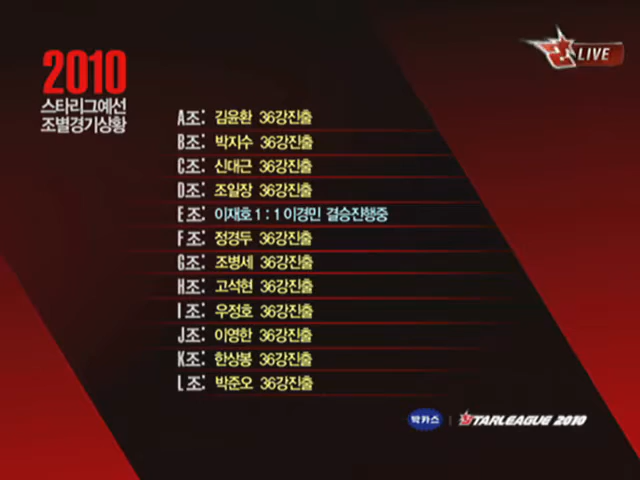 2010
스타리그예선
조별경기상황
LIVE
A조: 김윤환 36강진출
B조: 박지수 36강진출
C조: 신대근 36강진출
D조: 조일장 36강진출
E조: 이재호 1 : 1 이경민 결승진행중
F조: 정경두 36강진출
G조: 조병세 36강진출
H조: 고석현 36강진출
I조: 우정호 36강진출
J조: 이영한 36강진출
K조: 한상봉 36강진출
L조: 박준오 36강진출
박카스 | STARLEAGUE 2010